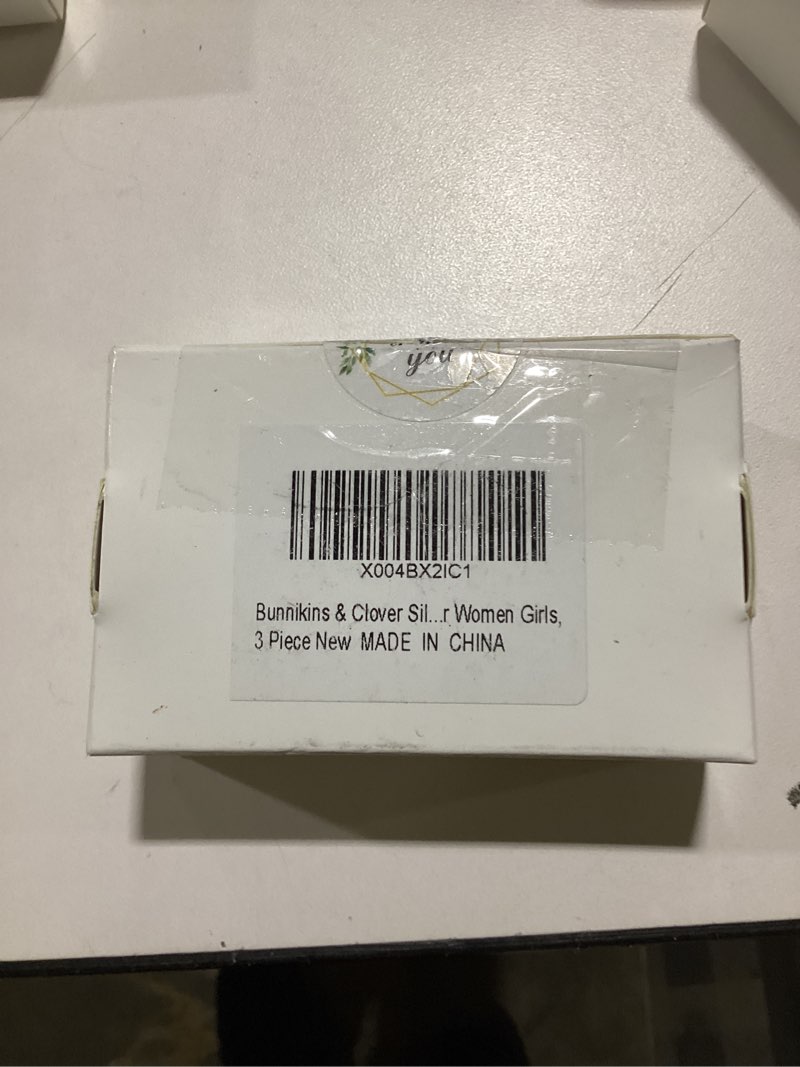 you
X004BX2IC1
Bunnikins & Clover Sil...r Women Girls,
3 Piece New MADE IN CHINA